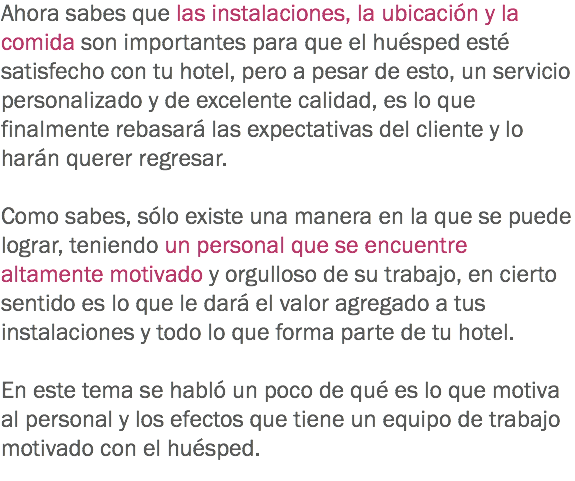 Ahora sabes que las instalaciones, la ubicación y la
comida son importantes para que el huésped esté
satisfecho con tu hotel, pero a pesar de esto, un servicio
personalizado y de excelente calidad, es lo que
finalmente rebasará las expectativas del cliente y lo
harán querer regresar.
Como sabes, sólo existe una manera en la que se puede
lograr, teniendo un personal que se encuentre
altamente motivado y orgulloso de su trabajo, en cierto
sentido es lo que le dará el valor agregado a tus
instalaciones y todo lo que forma parte de tu hotel.
En este tema se habló un poco de qué es lo que motiva
al personal y los efectos que tiene un equipo de trabajo
motivado con el huésped.